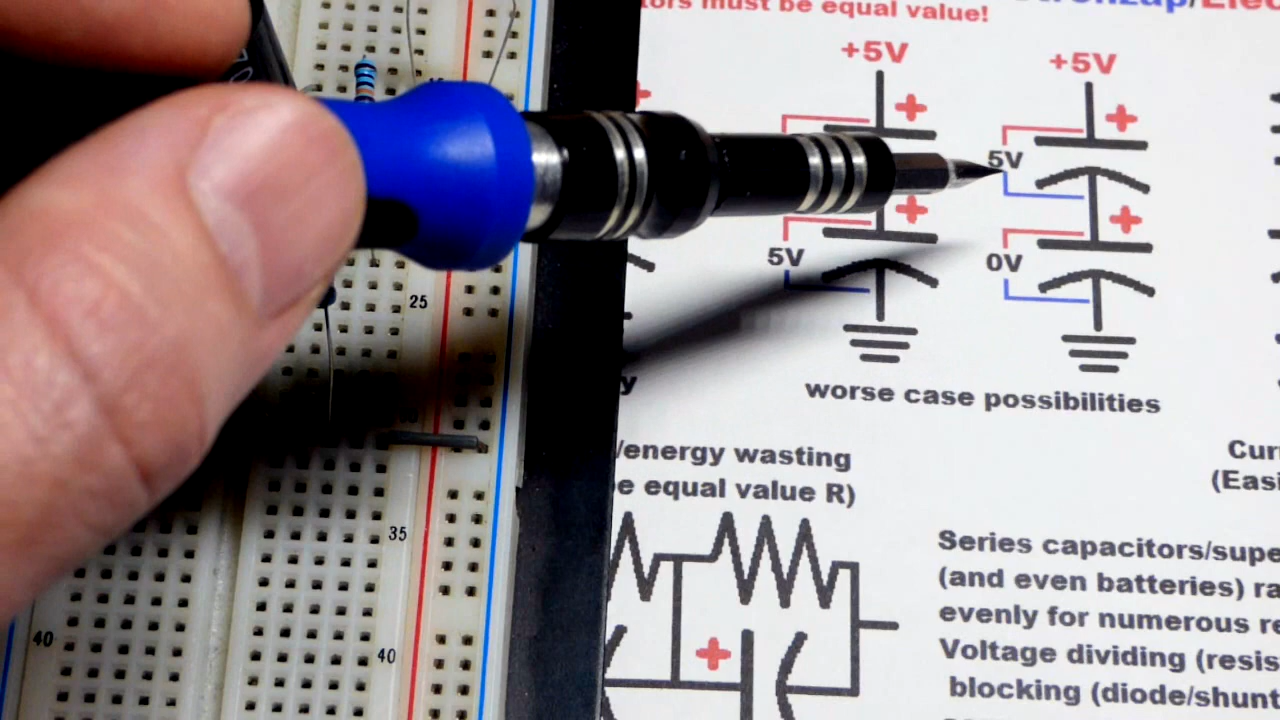 tors must be equal value!
+5V
+5V
5V
5V
0V
worse case possibilities
y
/energy wasting
e equal value R)
Cur
(Easi
Series capacitors/supe
(and even batteries) ra
evenly for numerous re
Voltage dividing (resis
blocking (diode/shunt
25
35
40
40